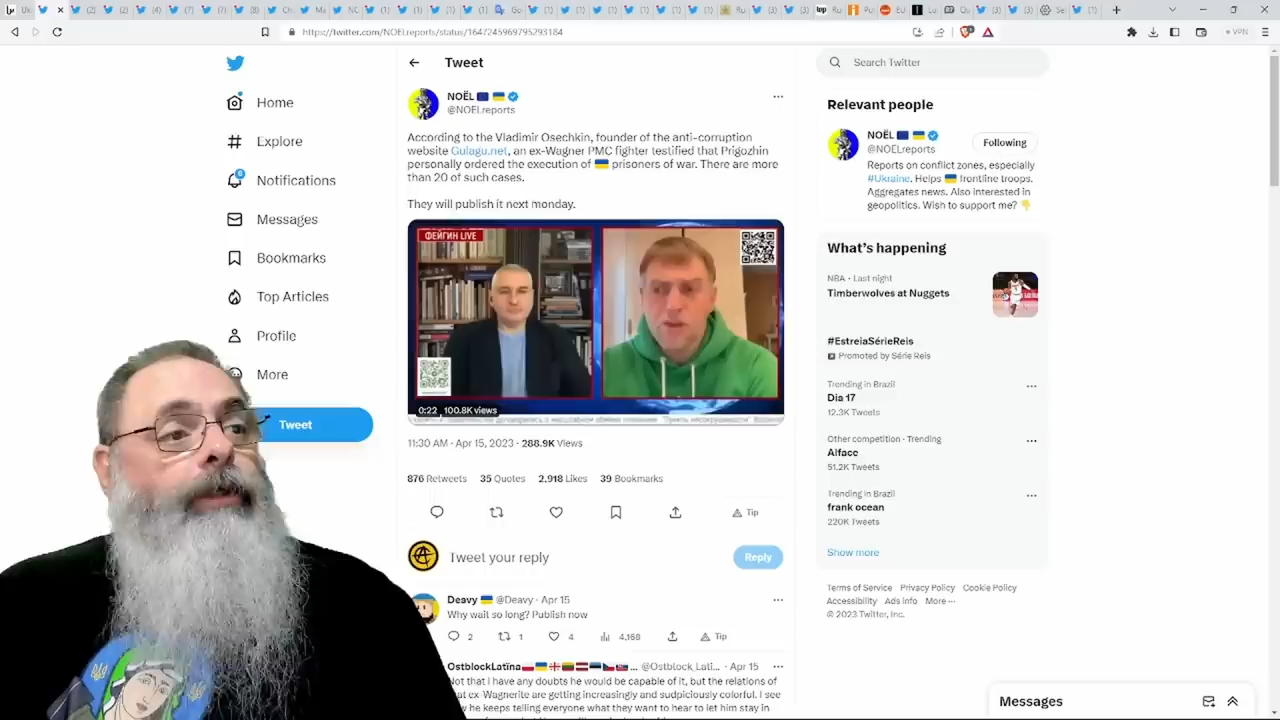 https://twitter.com/NOELreports/status/1647245969795293184
VPN
Home
Explore
6
Notifications
Messages
Bookmarks
Top Articles
Profile
More
Tweet
Tweet
NOËL
@NOELreports
According to the Vladimir Osechkin, founder of the anti-corruption
website Gulagu.net, an ex-Wagner PMC fighter testified that Prigozhin
personally ordered the execution of 🇺🇦 prisoners of war. There are more
than 20 of such cases.
They will publish it next monday.
ФЕЙГИН LIVE
0:22 100.8K views
11:30 AM · Apr 15, 2023 · 288.9K Views
876 Retweets 35 Quotes 2,918 Likes 39 Bookmarks
Tip
Tweet your reply
Reply
Deavy 🇺🇦 @Deavy · Apr 15
Why wait so long? Publish now
2 1 4 4,168 Tip
OstblockLatïna ... @Ostblock_Lati... · Apr 15
Not that I have any doubts he would be capable of it, but the relations of
at ex-Wagnerite are getting increasingly and sudpiciously colorful. I see
w he keeps telling everyone what they want to hear to let him stay in
Search Twitter
Relevant people
NOËL
@NOELreports
Following
Reports on conflict zones, especially
#Ukraine. Helps 🇺🇦 frontline troops.
Aggregates news. Also interested in
geopolitics. Wish to support me? 👇
What's happening
NBA · Last night
Timberwolves at Nuggets
#EstreiaSérieReis
Promoted by Série Reis
Trending in Brazil
Dia 17
12.3K Tweets
Other competition · Trending
Alface
51.2K Tweets
Trending in Brazil
frank ocean
220K Tweets
Show more
Terms of Service Privacy Policy Cookie Policy
Accessibility Ads info More ···
© 2023 Twitter, Inc.
Messages